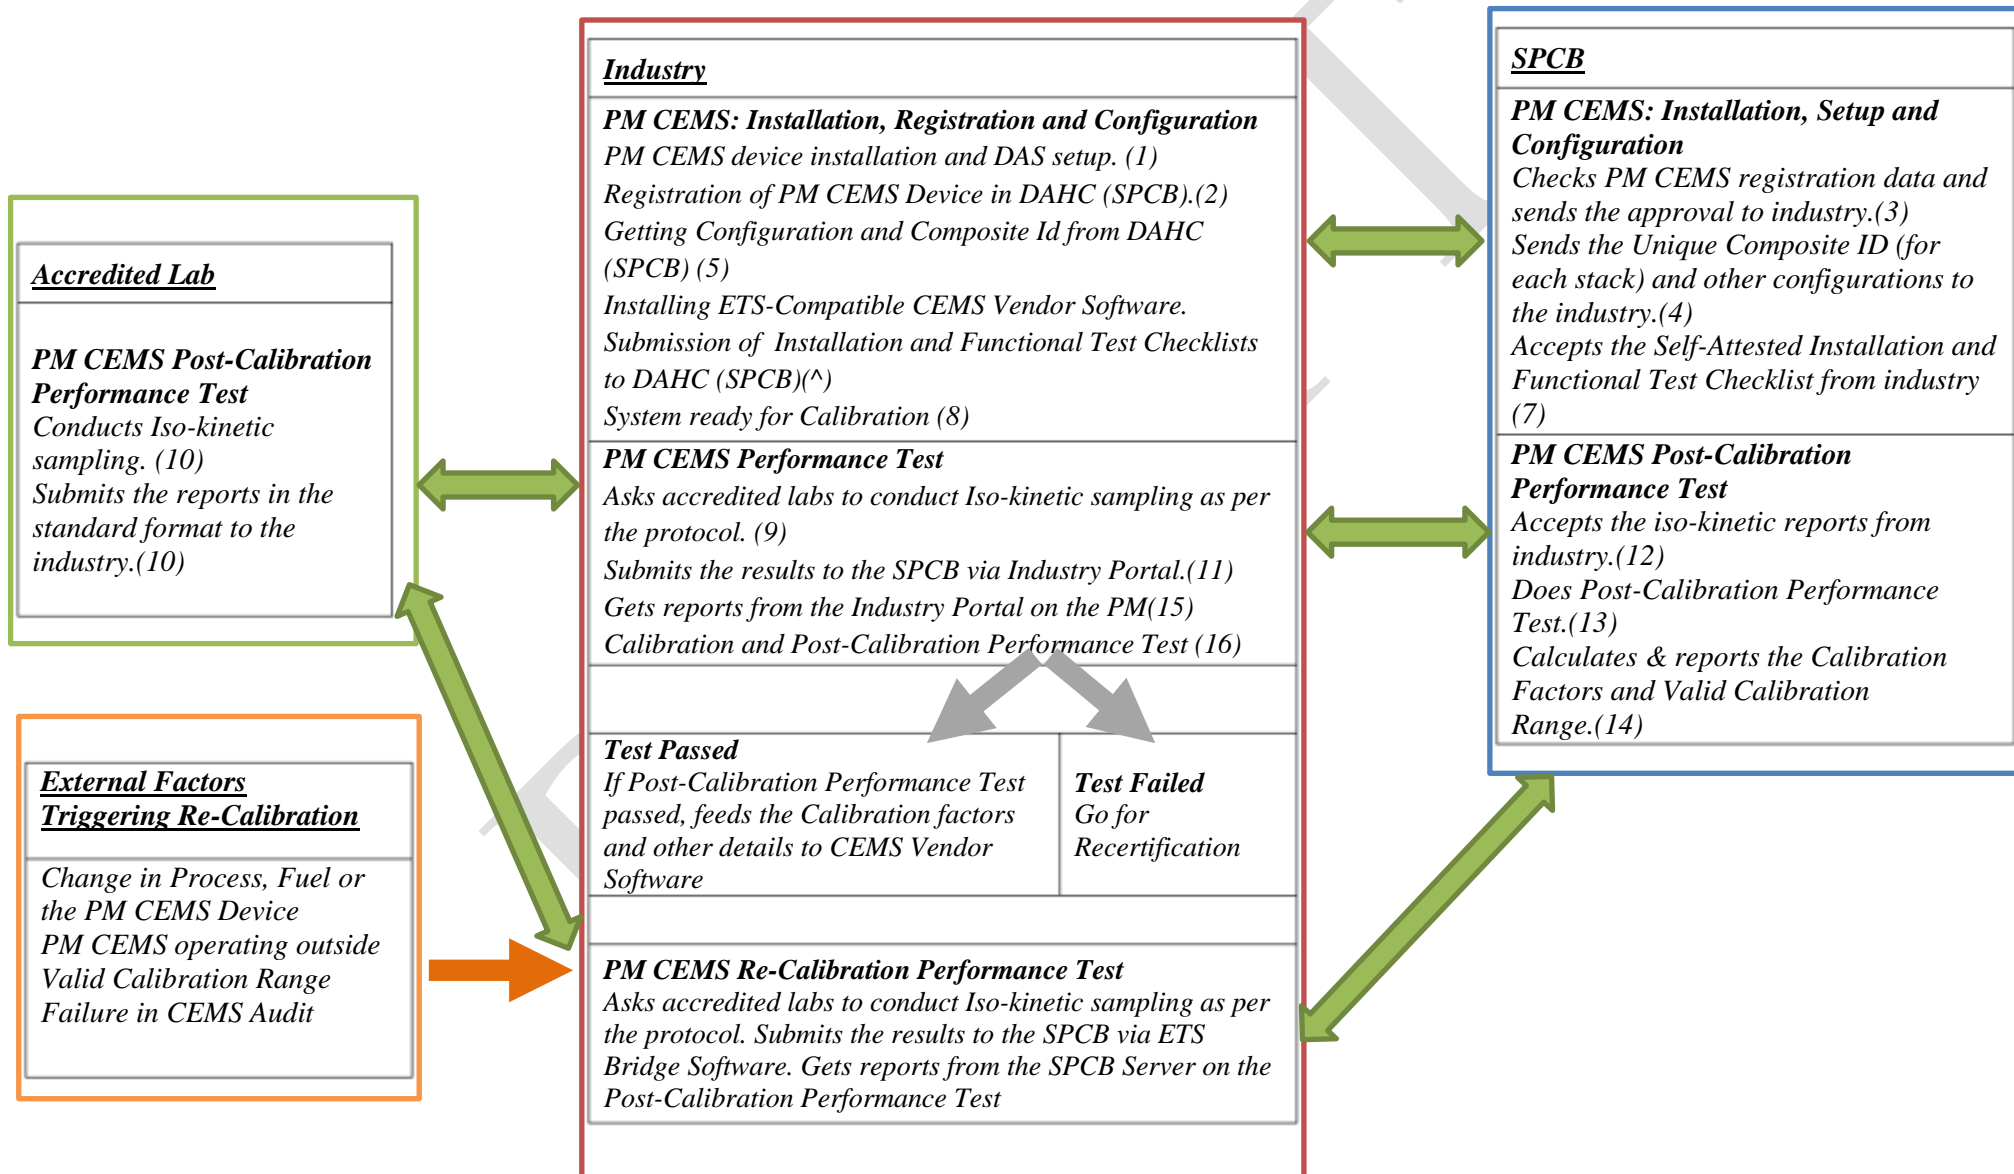 Accredited Lab
PM CEMS Post-Calibration
Performance Test
Conducts Iso-kinetic
sampling. (10)
Submits the reports in the
standard format to the
industry.(10)
External Factors
Triggering Re-Calibration
Change in Process, Fuel or
the PM CEMS Device
PM CEMS operating outside
Valid Calibration Range
Failure in CEMS Audit
Industry
PM CEMS: Installation, Registration and Configuration
PM CEMS device installation and DAS setup. (1)
Registration of PM CEMS Device in DAHC (SPCB).(2)
Getting Configuration and Composite Id from DAHC
(SPCB) (5)
Installing ETS-Compatible CEMS Vendor Software.
Submission of Installation and Functional Test Checklists
to DAHC (SPCB)(^)
System ready for Calibration (8)
PM CEMS Performance Test
Asks accredited labs to conduct Iso-kinetic sampling as per
the protocol. (9)
Submits the results to the SPCB via Industry Portal.(11)
Gets reports from the Industry Portal on the PM(15)
Calibration and Post-Calibration Performance Test (16)
Test Passed
If Post-Calibration Performance Test
passed, feeds the Calibration factors
and other details to CEMS Vendor
Software
Test Failed
Go for
Recertification
PM CEMS Re-Calibration Performance Test
Asks accredited labs to conduct Iso-kinetic sampling as per
the protocol. Submits the results to the SPCB via ETS
Bridge Software. Gets reports from the SPCB Server on the
Post-Calibration Performance Test
SPCB
PM CEMS: Installation, Setup and
Configuration
Checks PM CEMS registration data and
sends the approval to industry.(3)
Sends the Unique Composite ID (for
each stack) and other configurations to
the industry.(4)
Accepts the Self-Attested Installation and
Functional Test Checklist from industry
(7)
PM CEMS Post-Calibration
Performance Test
Accepts the iso-kinetic reports from
industry.(12)
Does Post-Calibration Performance
Test.(13)
Calculates & reports the Calibration
Factors and Valid Calibration
Range.(14)